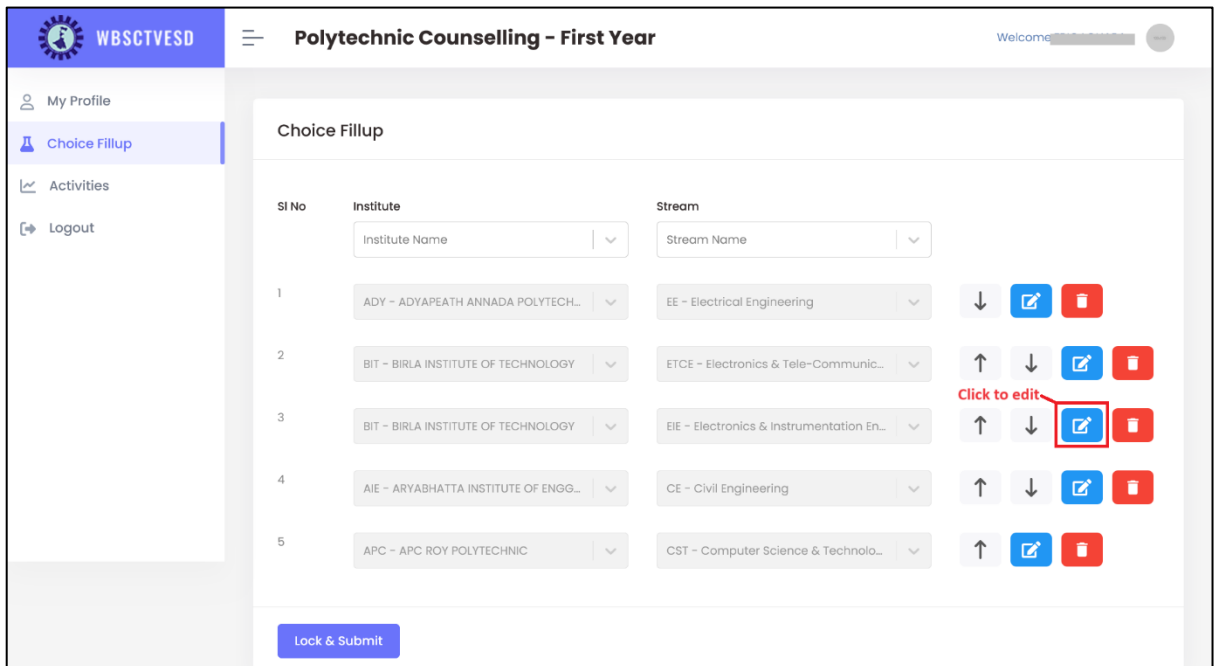 WBSCTVESD
Polytechnic Counselling - First Year
Welcome
My Profile
Choice Fillup
Activities
Logout
Choice Fillup
Sl No Institute Stream
Institute Name Stream Name
1 ADY - ADYAPEATH ANNADA POLYTECH... EE - Electrical Engineering
2 BIT - BIRLA INSTITUTE OF TECHNOLOGY ETCE - Electronics & Tele-Communic...
Click to edit
3 BIT - BIRLA INSTITUTE OF TECHNOLOGY EIE - Electronics & Instrumentation En...
4 AIE - ARYABHATTA INSTITUTE OF ENGG... CE - Civil Engineering
5 APC - APC ROY POLYTECHNIC CST - Computer Science & Technolo...
Lock & Submit